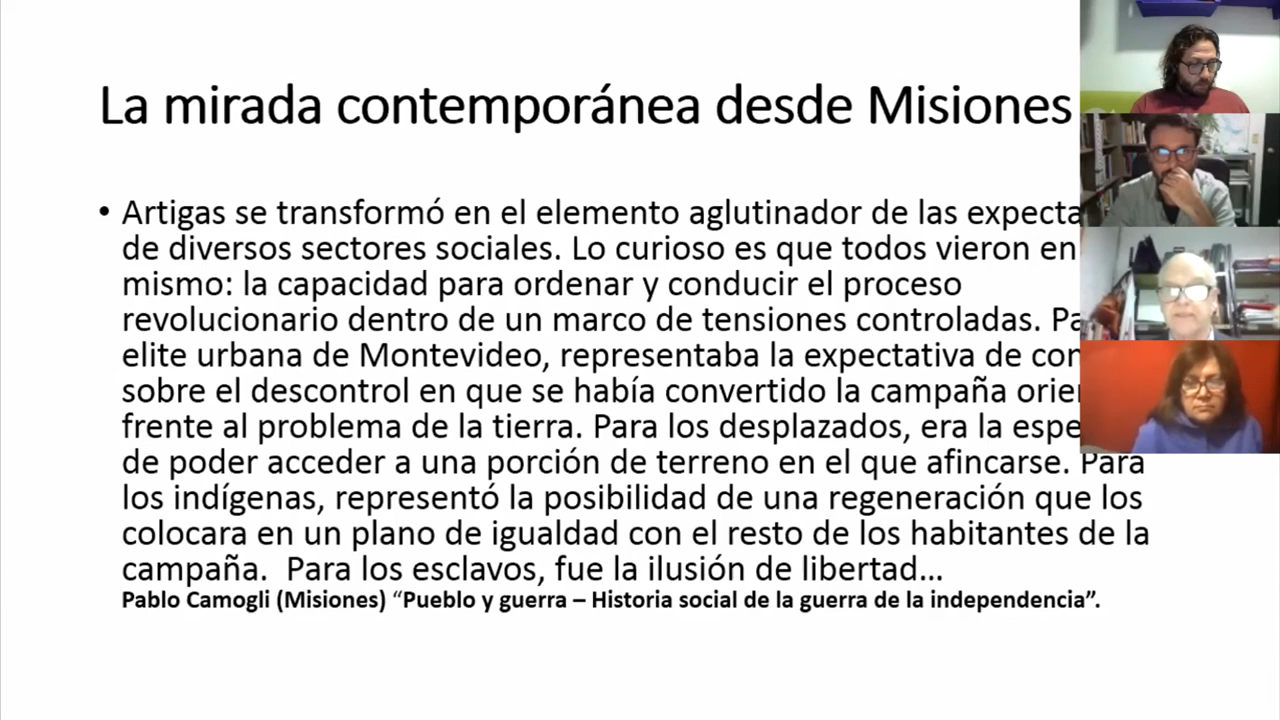 La mirada contemporánea desde Misiones
• Artigas se transformó en el elemento aglutinador de las
de diversos sectores sociales. Lo curioso es que todos vieron en
mismo: la capacidad para ordenar y conducir el proceso
revolucionario dentro de un marco de tensiones controladas.
elite urbana de Montevideo, representaba la expectativa de
sobre el descontrol en que se había convertido la campaña
frente al problema de la tierra. Para los desplazados, era la
de poder acceder a una porción de terreno en el que afincarse. Para
los indígenas, representó la posibilidad de una regeneración que los
colocara en un plano de igualdad con el resto de los habitantes de la
campaña.  Para los esclavos, fue la ilusión de libertad…
Pablo Camogli (Misiones) “Pueblo y guerra – Historia social de la guerra de la independencia”.